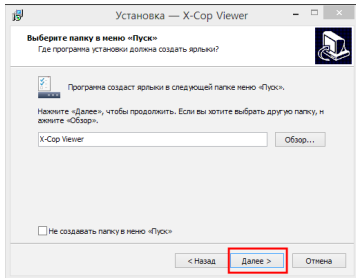 Установка — X-Cop Viewer
Выберите папку в меню «Пуск»
Где программа установки должна создать ярлыки?
Программа создаст ярлыки в следующей папке меню «Пуск».
Нажмите «Далее», чтобы продолжить. Если вы хотите выбрать другую папку, н
ажмите «Обзор».
X-Cop Viewer
Обзор...
Не создавать папку в меню «Пуск»
< Назад
Далее >
Отмена